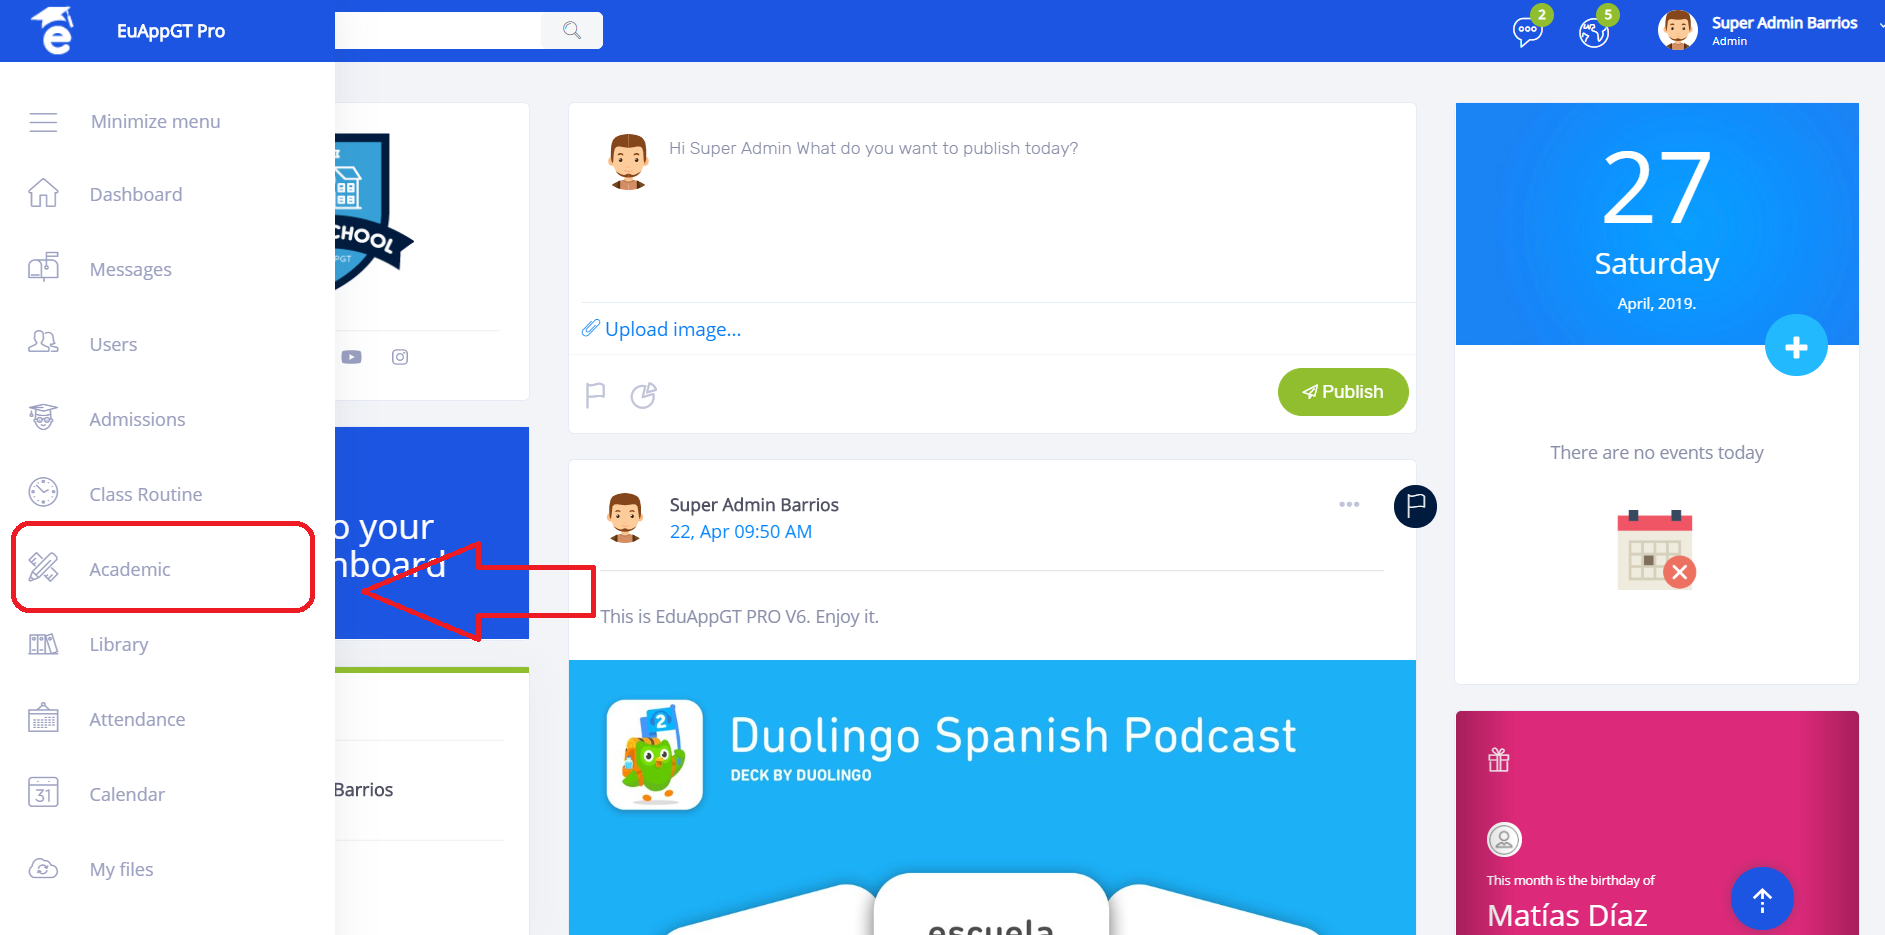 EuAppGT Pro
2
5
Super Admin Barrios
Admin
Minimize menu
Dashboard
Messages
Users
Admissions
Class Routine
Academic
Library
Attendance
31
Calendar
My files
CHOOL
PGT
o your
hboard
Barrios
Hi Super Admin What do you want to publish today?
Upload image...
Publish
Super Admin Barrios
22, Apr 09:50 AM
This is EduAppGT PRO V6. Enjoy it.
2
Duolingo Spanish Podcast
DECK BY DUOLINGO
escuela
27
Saturday
April, 2019.
There are no events today
This month is the birthday of
Matías Díaz